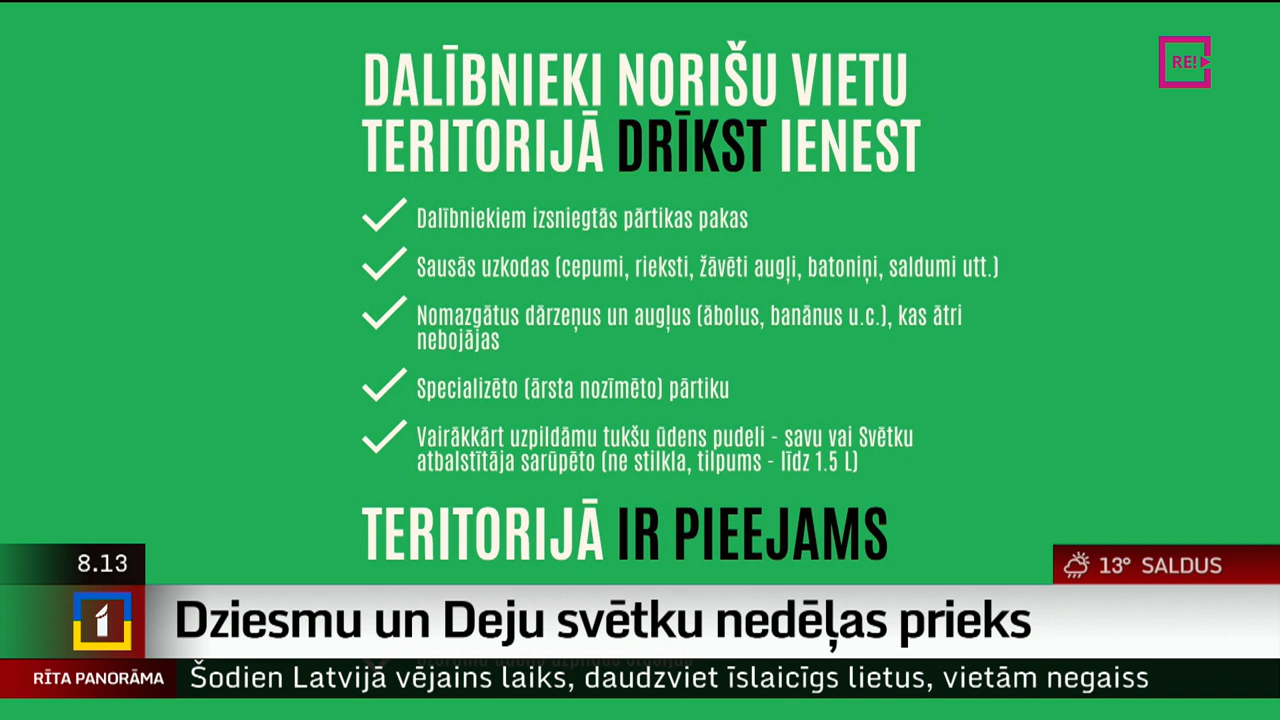 DALĪBNIEKI NORIŠU VIETU
TERITORIJĀ DRĪKST IENEST
RE!
Dalībniekiem izsniegtās pārtikas pakas
Sausās uzkodas (cepumi, rieksti, žāvēti augļi, batoniņi, saldumi utt.)
Nomazgātus dārzeņus un augļus (ābolus, banānus u.c.), kas ātri
nebojājas
Specializēto (ārsta nozīmēto) pārtiku
Vairākkārt uzpildāmu tukšu ūdens pudeli - savu vai Svētku
atbalstītāja sarūpēto (ne stilkla, tilpums - līdz 1.5 L)
TERITORIJĀ IR PIEEJAMS
8.13
13° SALDUS
1
Dziesmu un Deju svētku nedēļas prieks
RĪTA PANORĀMA
Šodien Latvijā vējains laiks, daudzviet īslaicīgs lietus, vietām negaiss